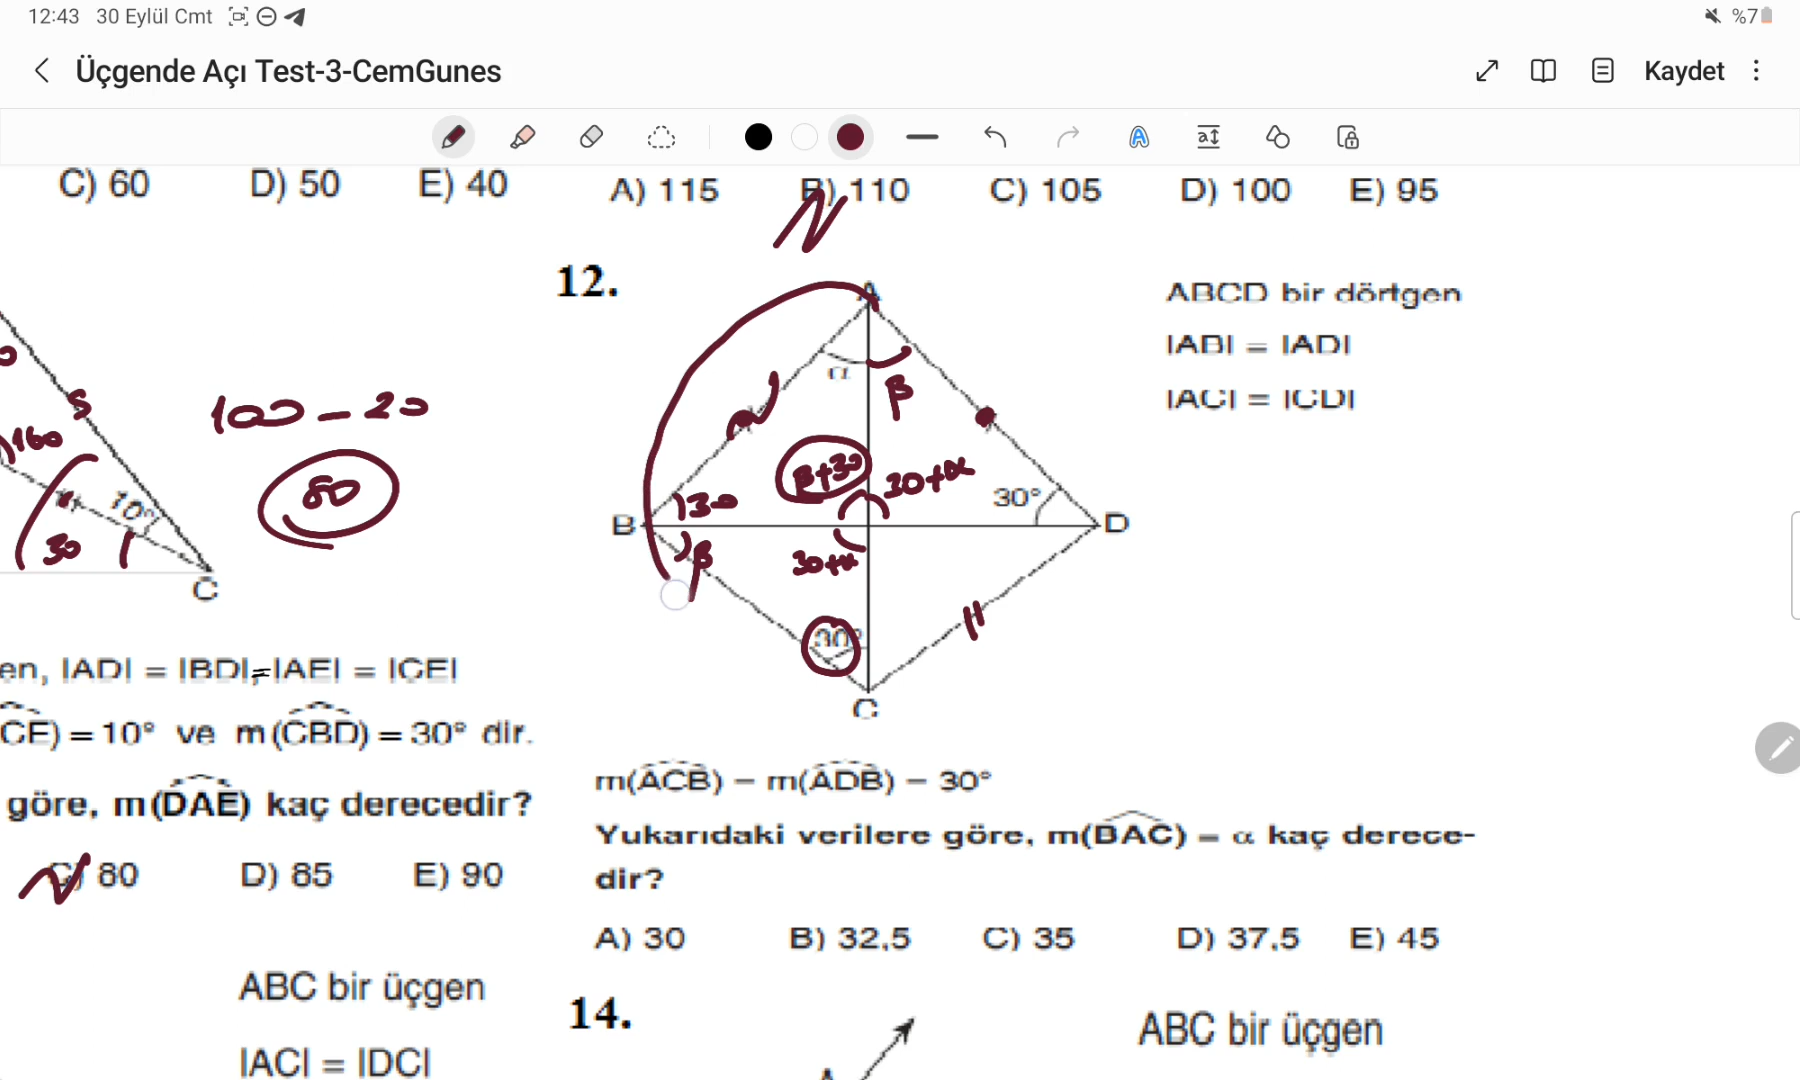 12:43 30 Eylül Cmt
%7
Üçgende Açı Test-3-CemGunes
Kaydet
C) 60 D) 50 E) 40
A) 115 B) 110 C) 105 D) 100 E) 95
12.
A
α
β
β+30
30+α
30
30°
B
D
β
30+α
30°
C
ABCD bir dörtgen
|AB| = |AD|
|AC| = |CD|
5
160
10°
30
C
100-20
80
en, |AD| = |BD|=|AE| = |CE|
CE) = 10° ve m(CBD) = 30° dir.
göre, m(DAE) kaç derecedir?
C) 80 D) 85 E) 90
m(ACB) = m(ADB) = 30°
Yukarıdaki verilere göre, m(BAC) = α kaç derece-
dir?
A) 30 B) 32,5 C) 35 D) 37,5 E) 45
ABC bir üçgen
|AC| = |DC|
14.
A
ABC bir üçgen